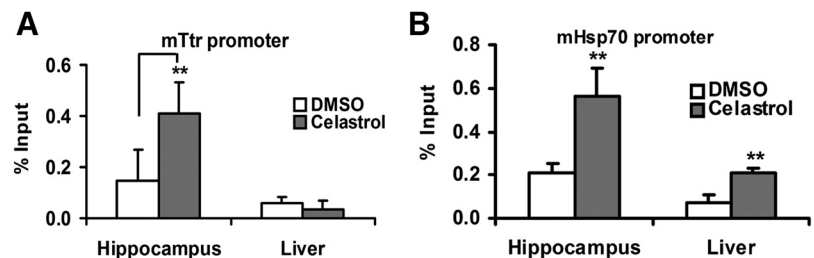 A
mTtr promoter
0.6
**
0.4
% Input
DMSO
Celastrol
0.2
0.0
Hippocampus Liver
B
mHsp70 promoter
0.8
**
0.6
% Input
DMSO
Celastrol
0.4
**
0.2
0.0
Hippocampus Liver